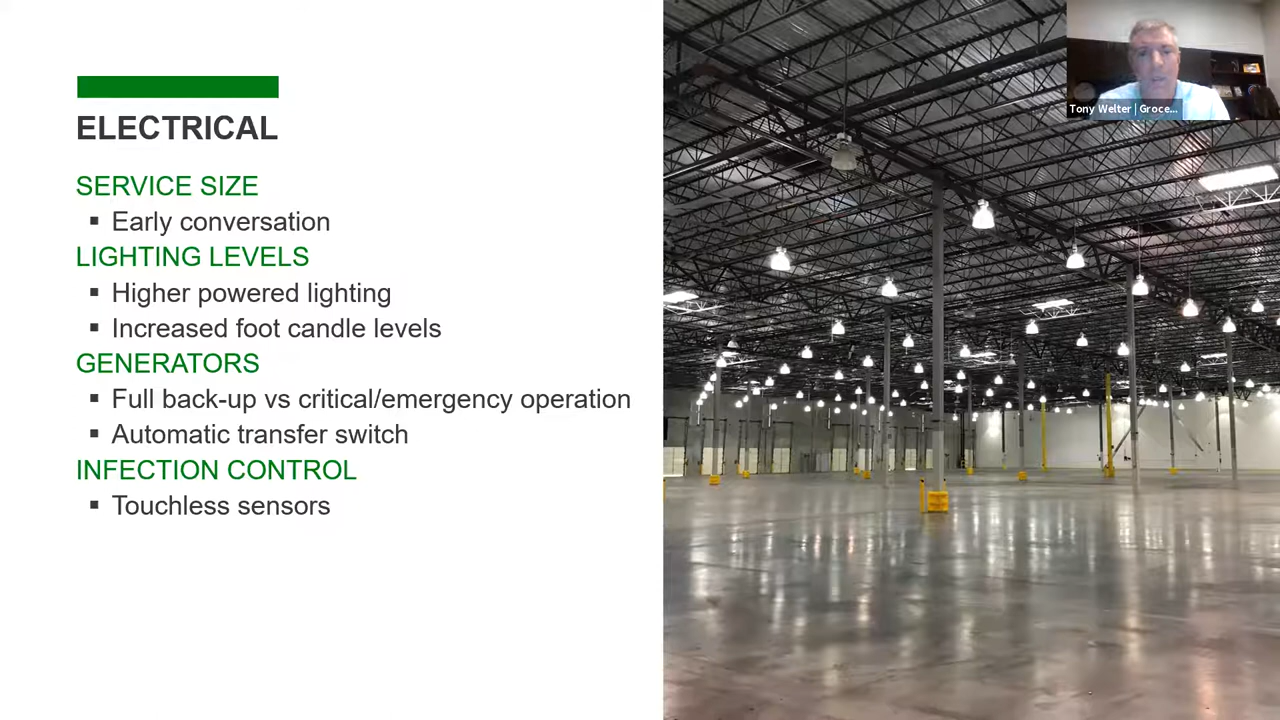 ELECTRICAL
SERVICE SIZE
▪ Early conversation
LIGHTING LEVELS
▪ Higher powered lighting
▪ Increased foot candle levels
GENERATORS
▪ Full back-up vs critical/emergency operation
▪ Automatic transfer switch
INFECTION CONTROL
▪ Touchless sensors
Tony Welter | Groce...